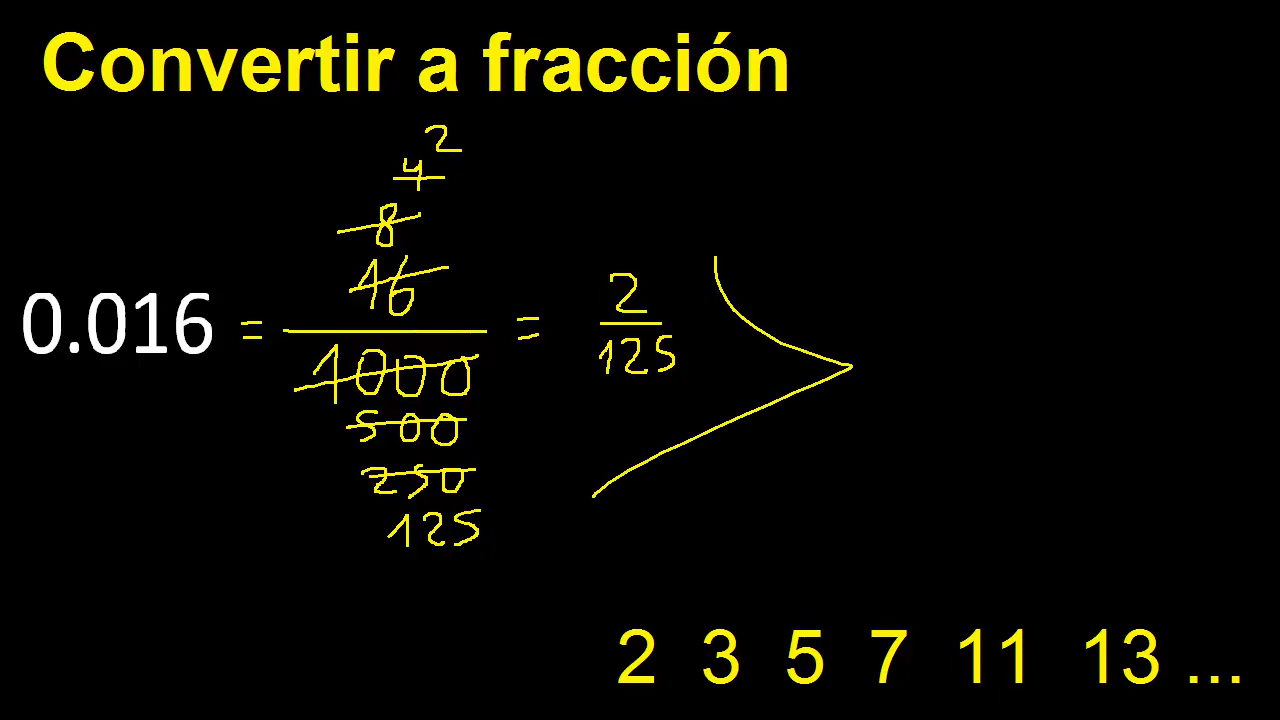 Convertir a fracción
2
4
8
0.016 = 16/1000 = 2/125
500
250
125
2 3 5 7 11 13 ...